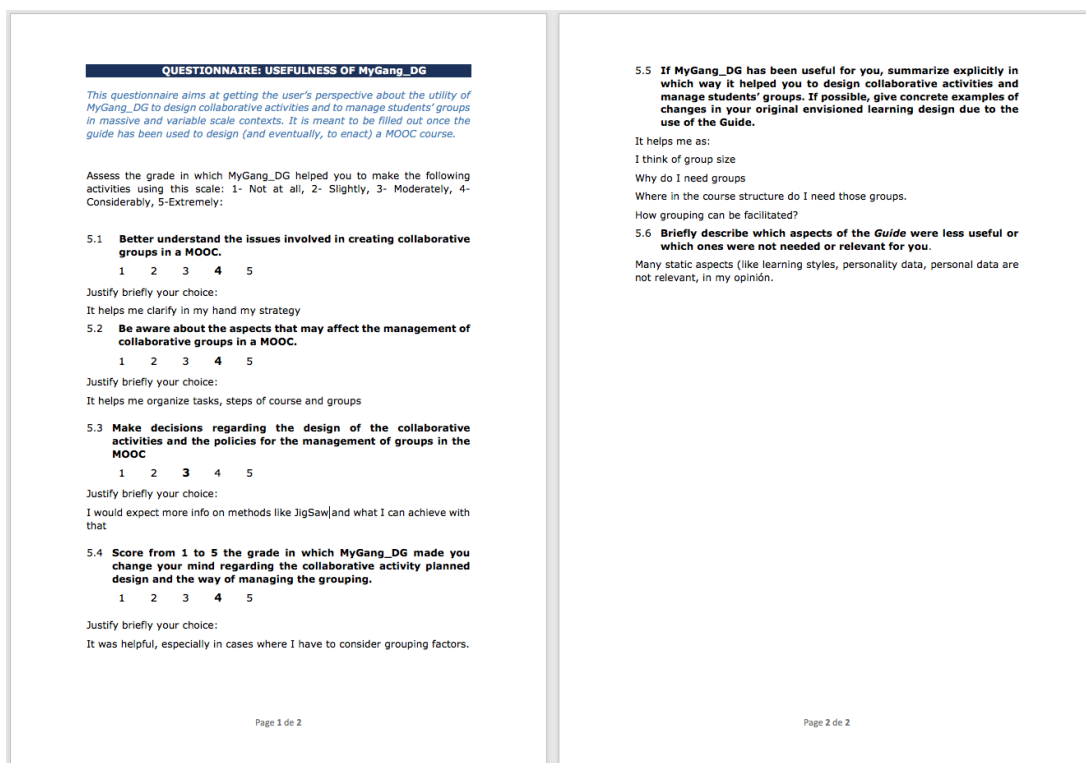 QUESTIONNAIRE: USEFULNESS OF MyGang_DG
This questionnaire aims at getting the user's perspective about the utility of
MyGang_DG to design collaborative activities and to manage students' groups
in massive and variable scale contexts. It is meant to be filled out once the
guide has been used to design (and eventually, to enact) a MOOC course.
Assess the grade in which MyGang_DG helped you to make the following
activities using this scale: 1- Not at all, 2- Slightly, 3- Moderately, 4-
Considerably, 5-Extremely:
5.1 Better understand the issues involved in creating collaborative
groups in a MOOC.
1 2 3 4 5
Justify briefly your choice:
It helps me clarify in my hand my strategy
5.2 Be aware about the aspects that may affect the management of
collaborative groups in a MOOC.
1 2 3 4 5
Justify briefly your choice:
It helps me organize tasks, steps of course and groups
5.3 Make decisions regarding the design of the collaborative
activities and the policies for the management of groups in the
MOOC
1 2 3 4 5
Justify briefly your choice:
I would expect more info on methods like JigSaw and what I can achieve with
that
5.4 Score from 1 to 5 the grade in which MyGang_DG made you
change your mind regarding the collaborative activity planned
design and the way of managing the grouping.
1 2 3 4 5
Justify briefly your choice:
It was helpful, especially in cases where I have to consider grouping factors.
Page 1 de 2
5.5 If MyGang_DG has been useful for you, summarize explicitly in
which way it helped you to design collaborative activities and
manage students' groups. If possible, give concrete examples of
changes in your original envisioned learning design due to the
use of the Guide.
It helps me as:
I think of group size
Why do I need groups
Where in the course structure do I need those groups.
How grouping can be facilitated?
5.6 Briefly describe which aspects of the Guide were less useful or
which ones were not needed or relevant for you.
Many static aspects (like learning styles, personality data, personal data are
not relevant, in my opinión.
Page 2 de 2